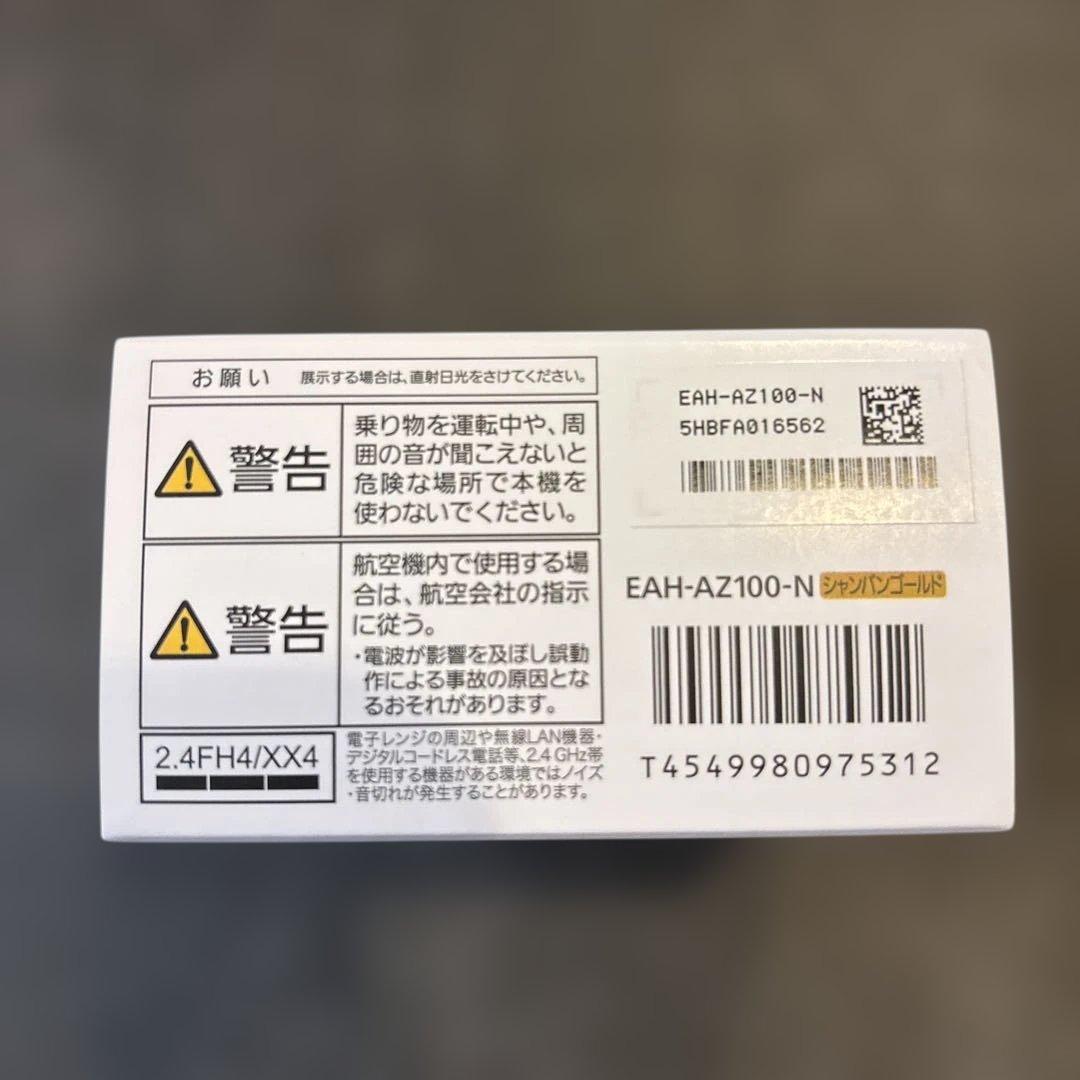 お願い 展示する場合は、直射日光をさけてください。
警告
乗り物を運転中や、周
囲の音が聞こえないと
危険な場所で本機を
使わないでください。
警告
航空機内で使用する場
合は、航空会社の指示
に従う。
・電波が影響を及ぼし誤動
作による事故の原因とな
るおそれがあります。
2.4FH4/XX4
電子レンジの周辺や無線LAN機器・
デジタルコードレス電話等、2.4 GHz帯
を使用する機器がある環境ではノイズ
・音切れが発生することがあります。
EAH-AZ100-N
5HBFA016562
EAH-AZ100-N シャンパンゴールド
T4549980975312